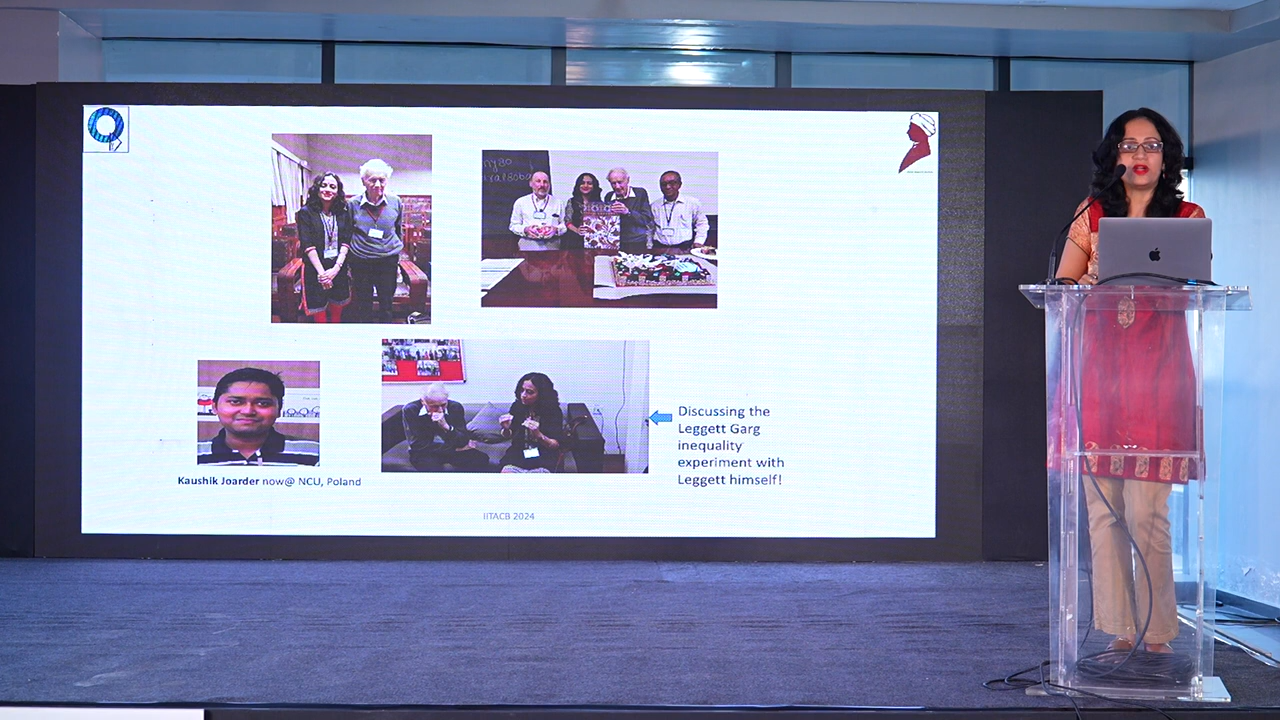 Kaushik Joarder now@ NCU, Poland
Discussing the
Leggett Garg
inequality
experiment with
Leggett himself!
IITACB 2024